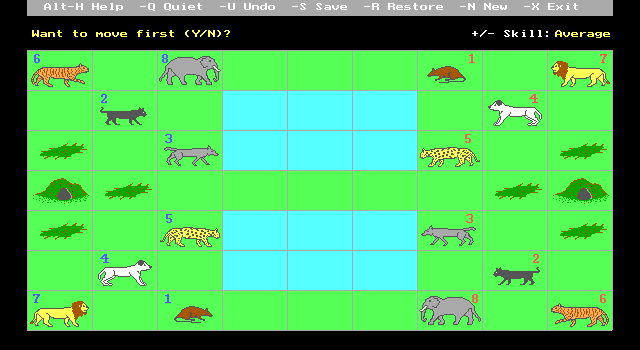 Alt-H Help -Q Quiet -U Undo -S Save -R Restore -N New -X Exit
Want to move first (Y/N)? +/- Skill: Average
6 8 1 7
2 4
3 5
5 3
4 2
7 1 8 6